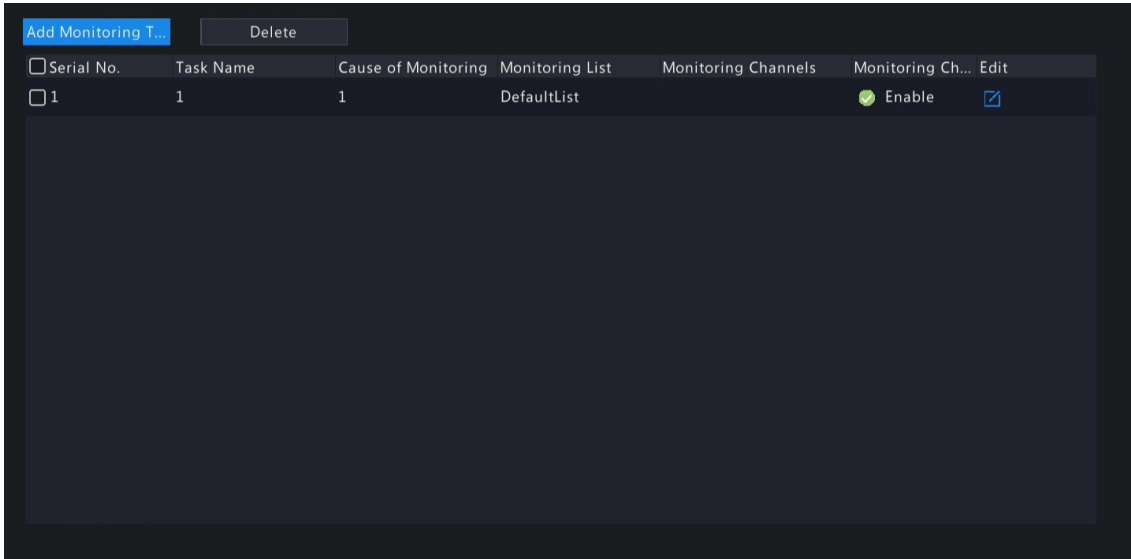 Add Monitoring T... Delete
Serial No. Task Name Cause of Monitoring Monitoring List Monitoring Channels Monitoring Ch... Edit
1 1 1 DefaultList Enable